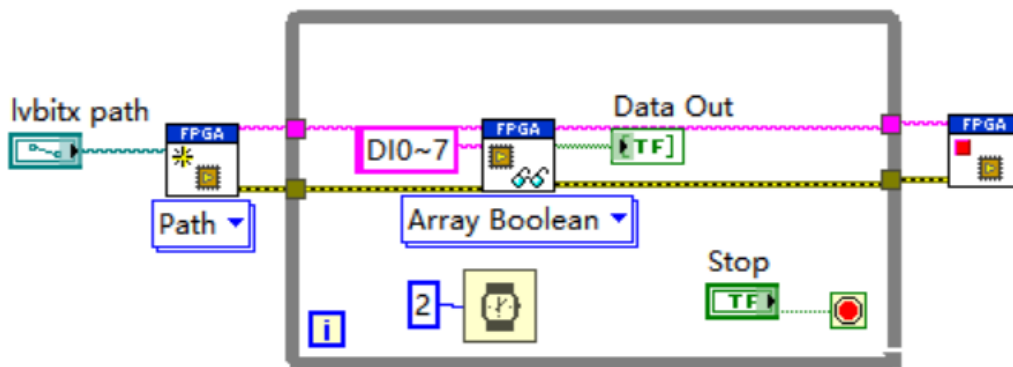 lvbitx path
FPGA
Path
DI0~7
FPGA
Array Boolean
Data Out
TF
2
i
Stop
TF
FPGA